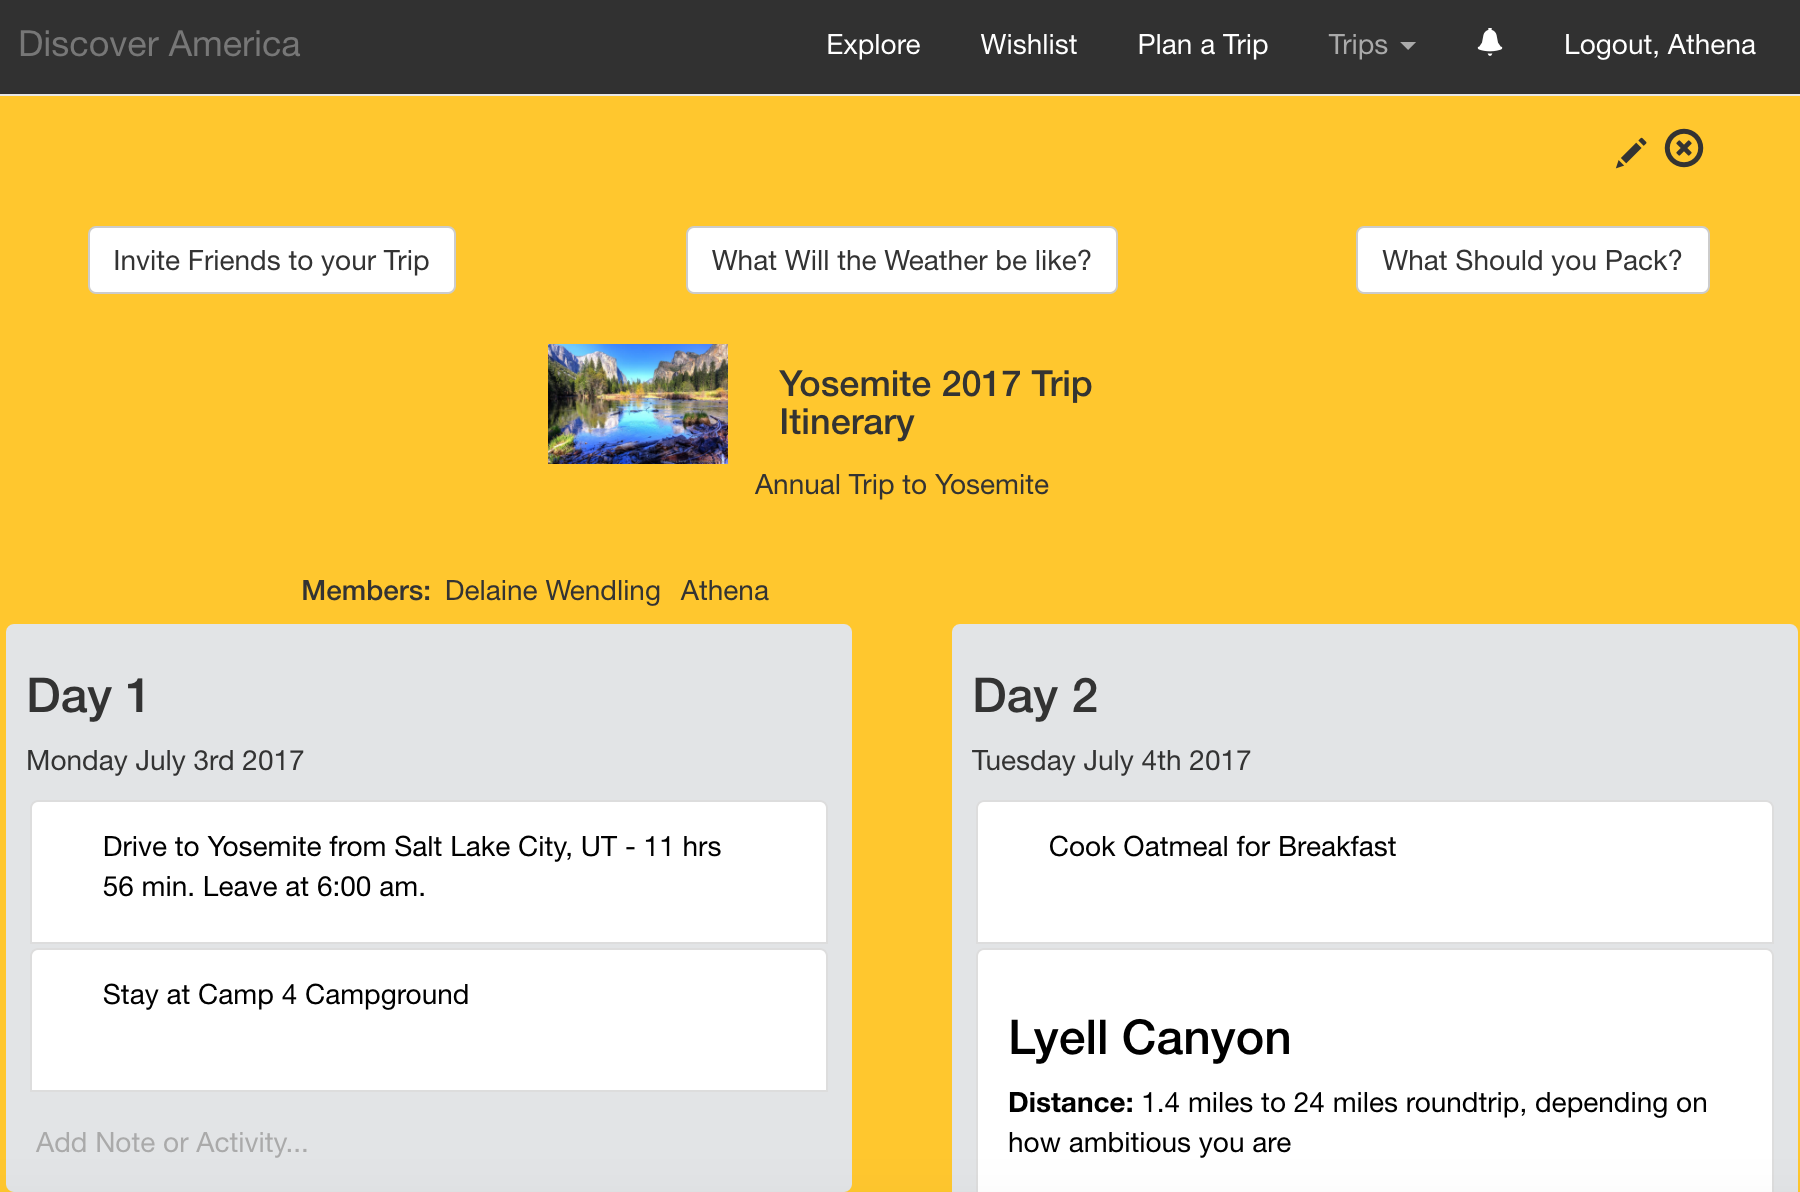 Discover America
Explore
Wishlist
Plan a Trip
Trips
Logout, Athena
Invite Friends to your Trip
What Will the Weather be like?
What Should you Pack?
Yosemite 2017 Trip
Itinerary
Annual Trip to Yosemite
Members: Delaine Wendling Athena
Day 1
Monday July 3rd 2017
Drive to Yosemite from Salt Lake City, UT - 11 hrs
56 min. Leave at 6:00 am.
Stay at Camp 4 Campground
Add Note or Activity...
Day 2
Tuesday July 4th 2017
Cook Oatmeal for Breakfast
Lyell Canyon
Distance: 1.4 miles to 24 miles roundtrip, depending on
how ambitious you are